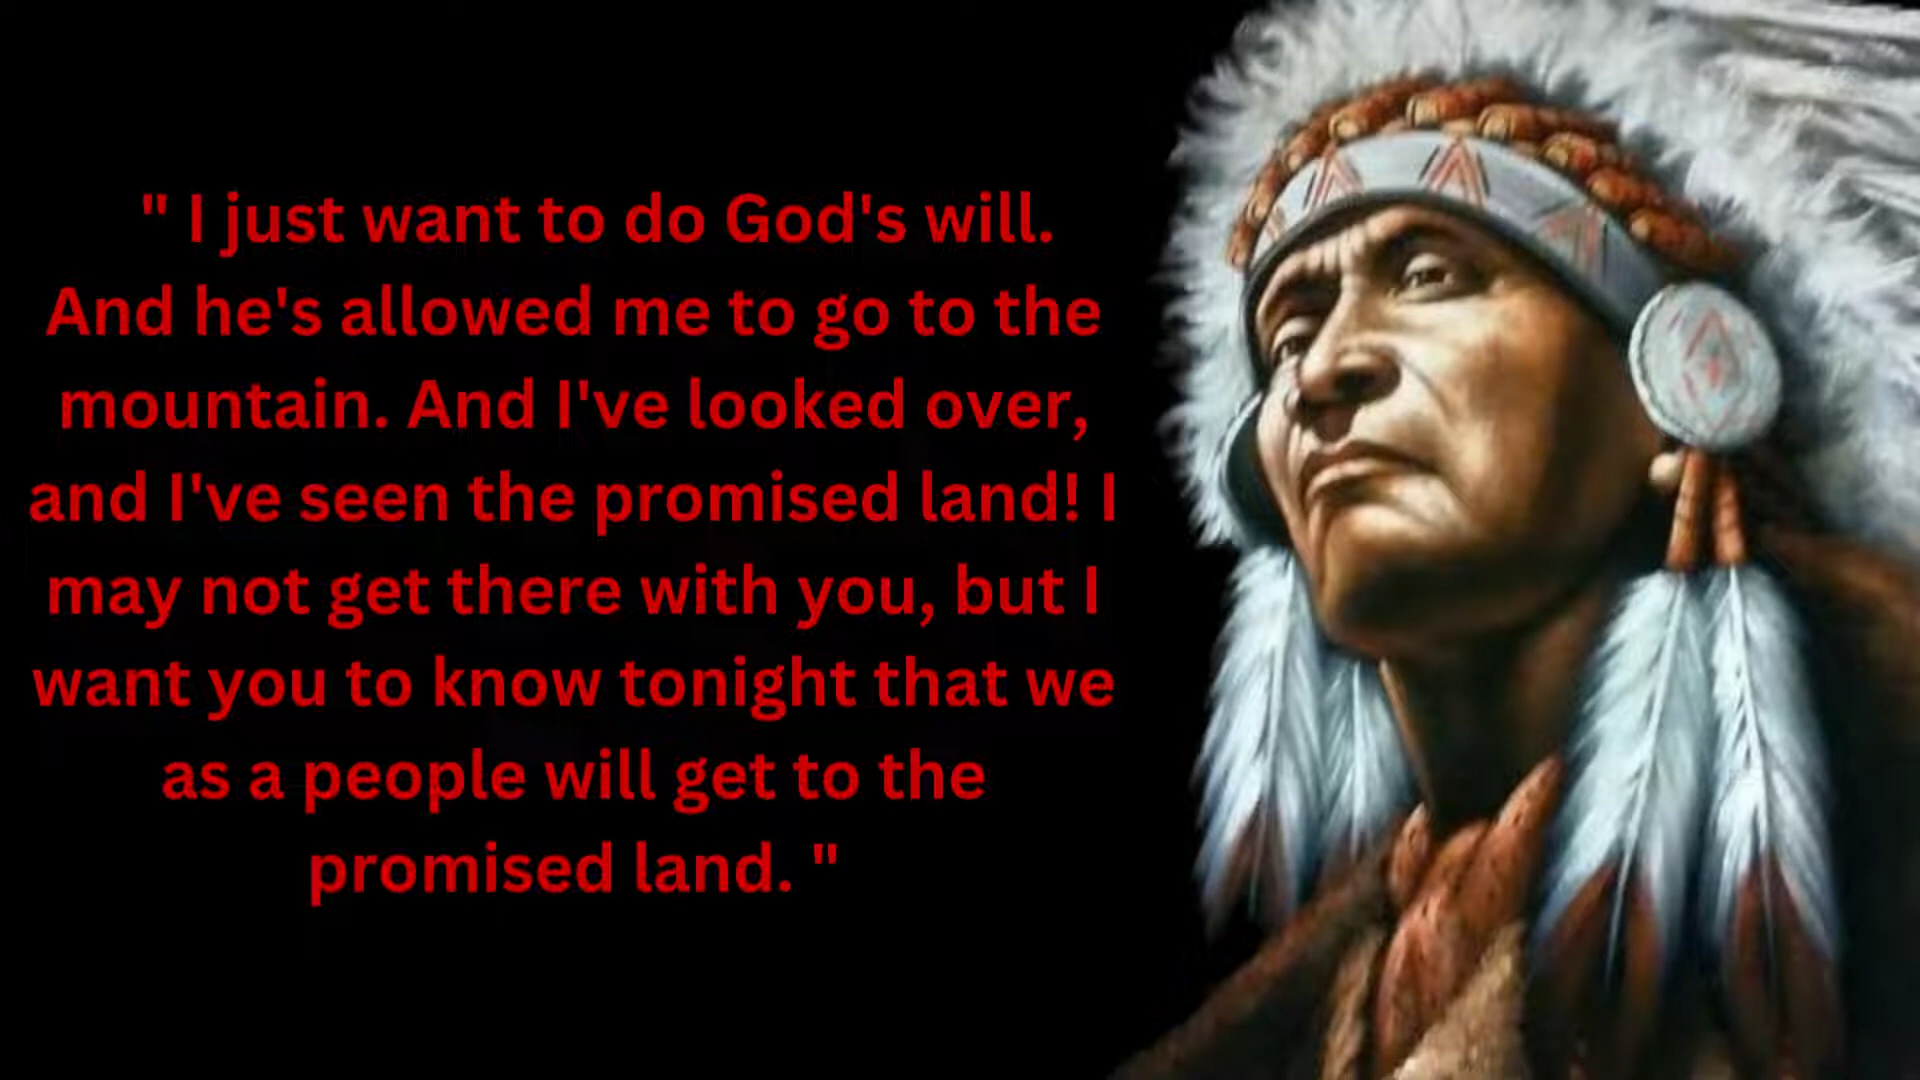 " I just want to do God's will.
And he's allowed me to go to the
mountain. And I've looked over,
and I've seen the promised land! I
may not get there with you, but I
want you to know tonight that we
as a people will get to the
promised land. "